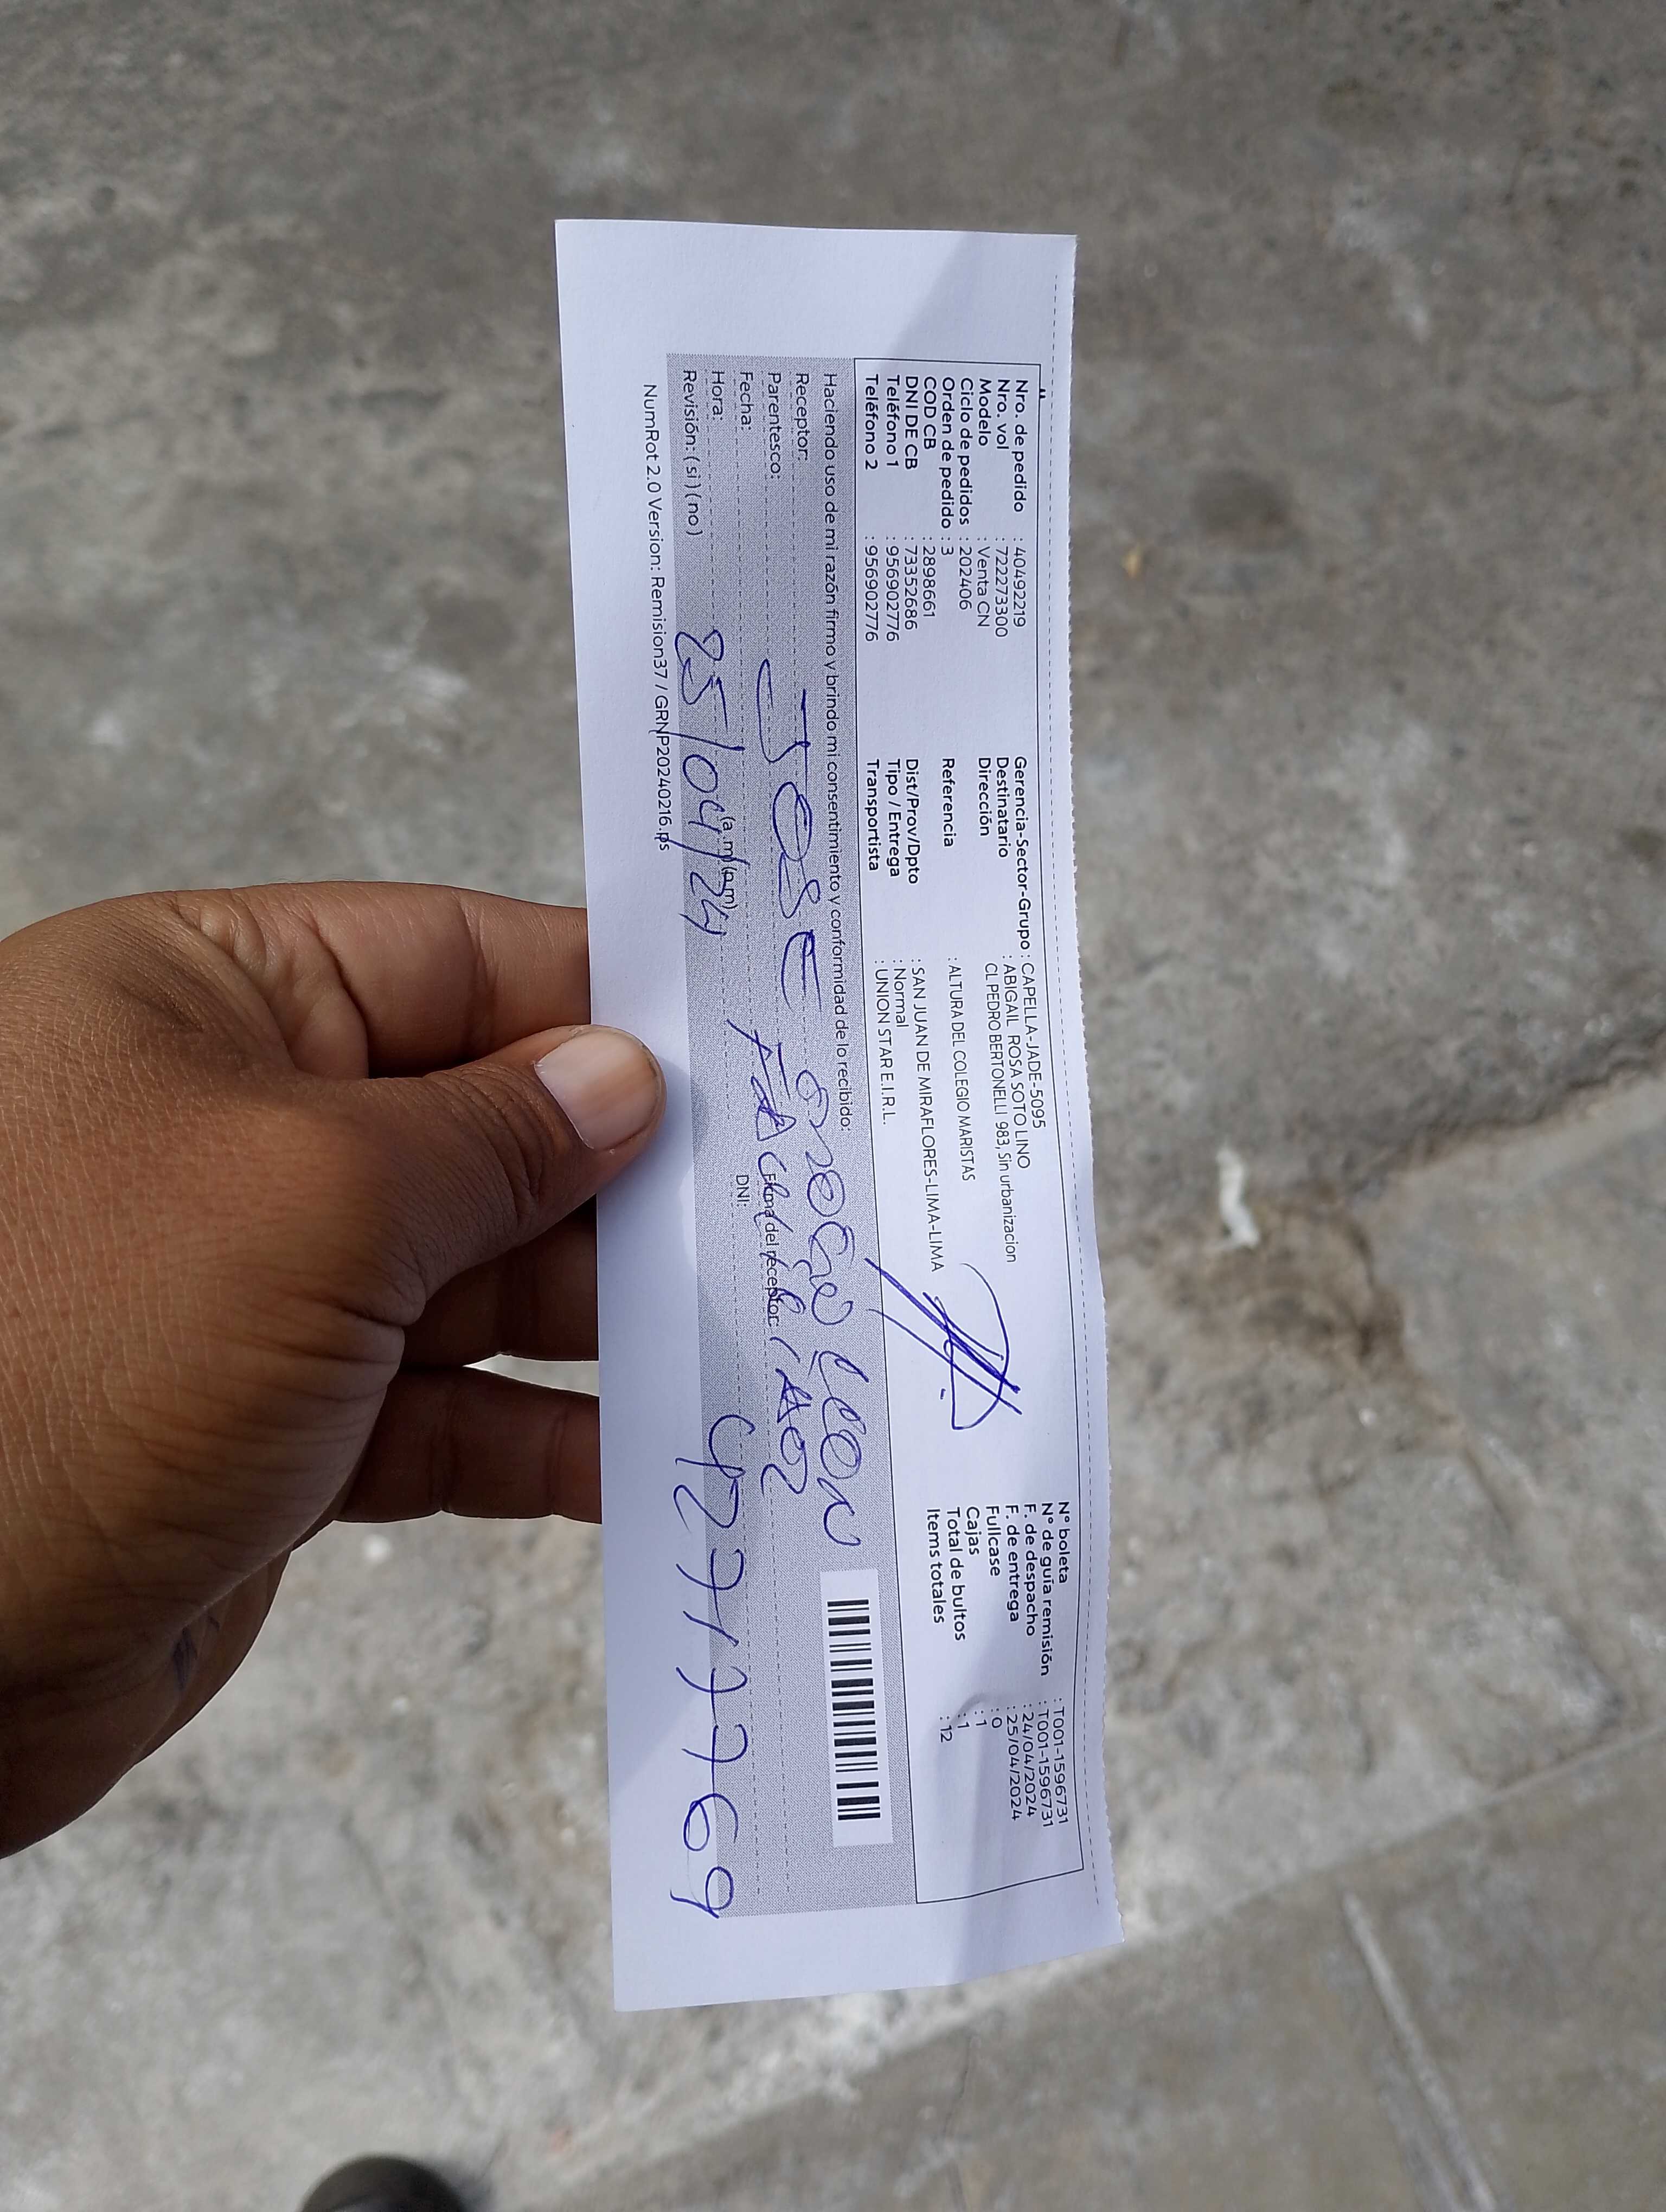 Nro. de pedido : 40492219
Nro. vol : 722273300
Modelo : Venta CN
Ciclo de pedidos : 202406
Orden de pedido : 3
COD CB : 2898661
DNI DE CB : 73352686
Teléfono 1 : 956902776
Teléfono 2 : 956902776
Gerencia-Sector-Grupo : CAPELLA-JADE-5095
Destinatario : ABIGAIL ROSA SOTO LINO
Dirección CL PEDRO BERTONELLI 983, Sin urbanizacion
Referencia : ALTURA DEL COLEGIO MARISTAS
Dist/Prov/Dpto : SAN JUAN DE MIRAFLORES-LIMA-LIMA
Tipo / Entrega : Normal
Transportista : UNION STAR E.I.R.L.
N° boleta : T001-1596731
N° de guía remisión : T001-1596731
F. de despacho : 24/04/2024
F. de entrega : 25/04/2024
Fullcase : 0
Cajas : 1
Total de bultos : 1
Items totales : 12
Haciendo uso de mi razón firmo y brindo mi consentimiento y conformidad de lo recibido:
Receptor: JOSE LEON
Parentesco:
Fecha: Firma del receptor:
Hora: (a.m)(p.m) DNI:
Revisión: (si)(no) 25/04/24
NumRot 2.0 Version: Remision37 / GRNP20240216.ps